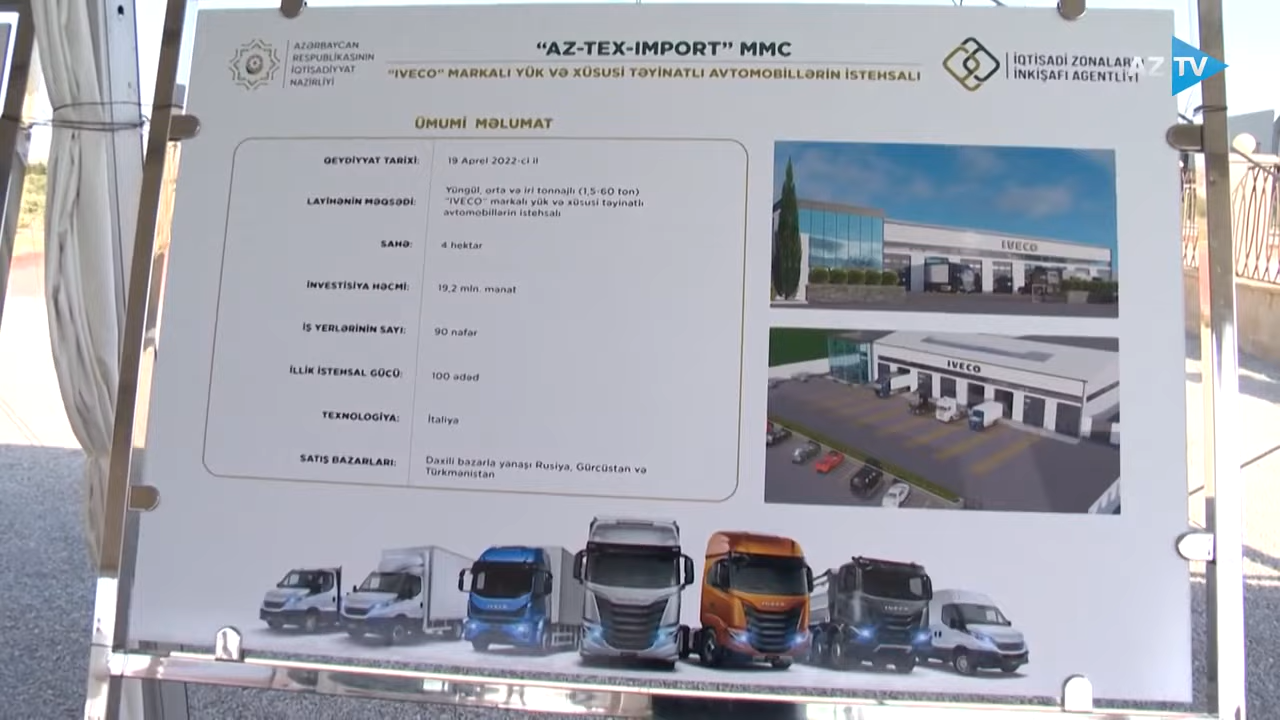 AZƏRBAYCAN
RESPUBLİKASININ
İQTİSADİYYAT
NAZİRLİYİ
"AZ-TEX-IMPORT" MMC
"IVECO" MARKALI YÜK VƏ XÜSUSİ TƏYİNATLI AVTOMOBİLLƏRİN İSTEHSALI
İQTİSADİ ZONALARIN
İNKİŞAFI AGENTLİYİ
AZ TV
ÜMUMİ MƏLUMAT
QEYDİYYAT TARİXİ: 19 Aprel 2022-ci il
LAYİHƏNİN MƏQSƏDİ: Yüngül, orta və iri tonnajlı (1,5-60 ton)
"IVECO" markalı yük və xüsusi təyinatlı
avtomobillərin istehsalı
SAHƏ: 4 hektar
İNVESTİSİYA HƏCMİ: 19,2 mln. manat
İŞ YERLƏRİNİN SAYI: 90 nəfər
İLLİK İSTEHSAL GÜCÜ: 100 ədəd
TEXNOLOGİYA: İtaliya
SATIŞ BAZARLARI: Daxili bazarla yanaşı Rusiya, Gürcüstan və
Türkmənistan
IVECO
IVECO
IVECO
IVECO
IVECO